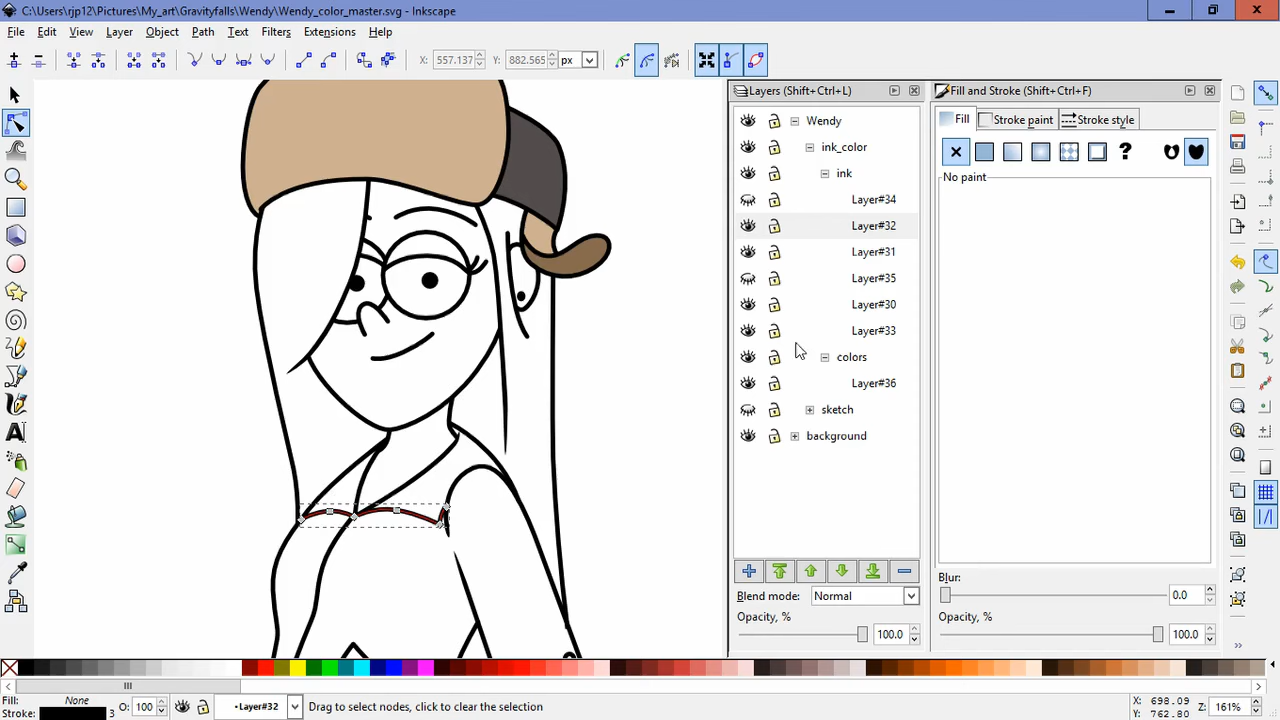 C:\Users\rjp12\Pictures\My_art\Gravityfalls\Wendy\Wendy_color_master.svg - Inkscape
File Edit View Layer Object Path Text Filters Extensions Help
X: 557.137 Y: 882.565 px
Layers (Shift+Ctrl+L)
Fill and Stroke (Shift+Ctrl+F)
Wendy
ink_color
ink
Layer#34
Layer#32
Layer#31
Layer#35
Layer#30
Layer#33
colors
Layer#36
sketch
background
Fill Stroke paint Stroke style
?
No paint
Blend mode: Normal
Opacity, %
100.0
Blur:
0.0
Opacity, %
100.0
Fill: None
Stroke: 3
O: 100
•Layer#32
Drag to select nodes, click to clear the selection
X: 698.09
Y: 762.80
Z: 161%